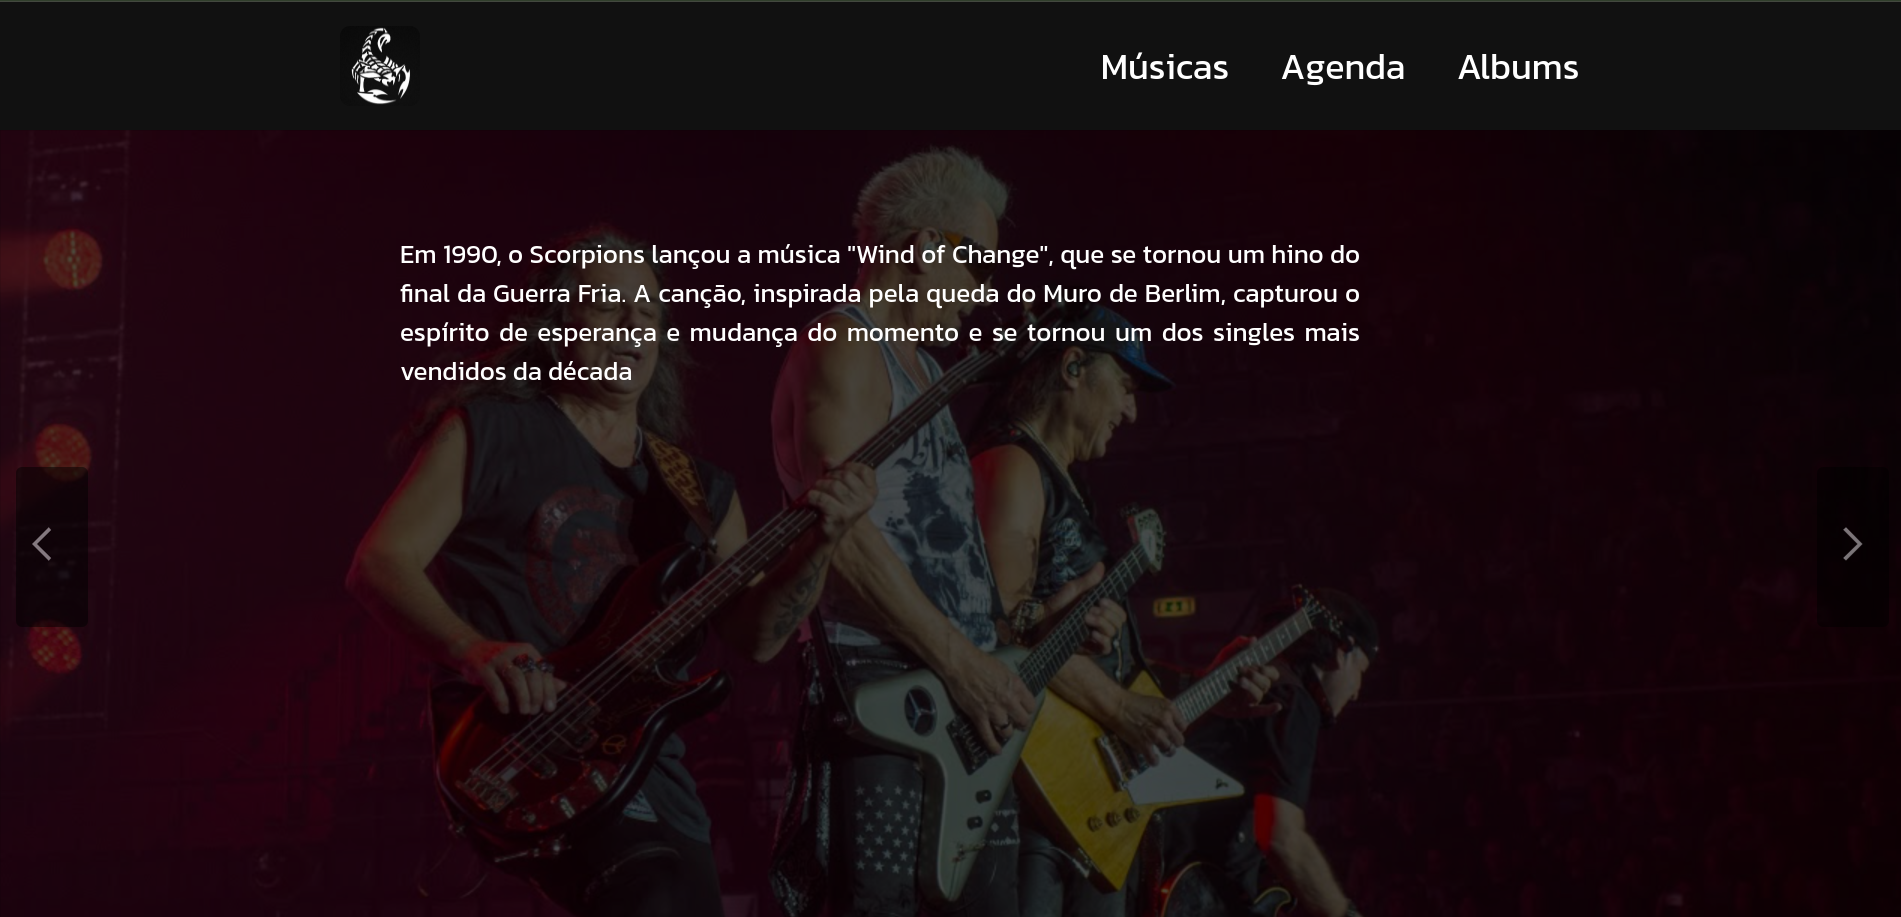 Músicas Agenda Albums
Em 1990, o Scorpions lançou a música "Wind of Change", que se tornou um hino do
final da Guerra Fria. A canção, inspirada pela queda do Muro de Berlim, capturou o
espírito de esperança e mudança do momento e se tornou um dos singles mais
vendidos da década